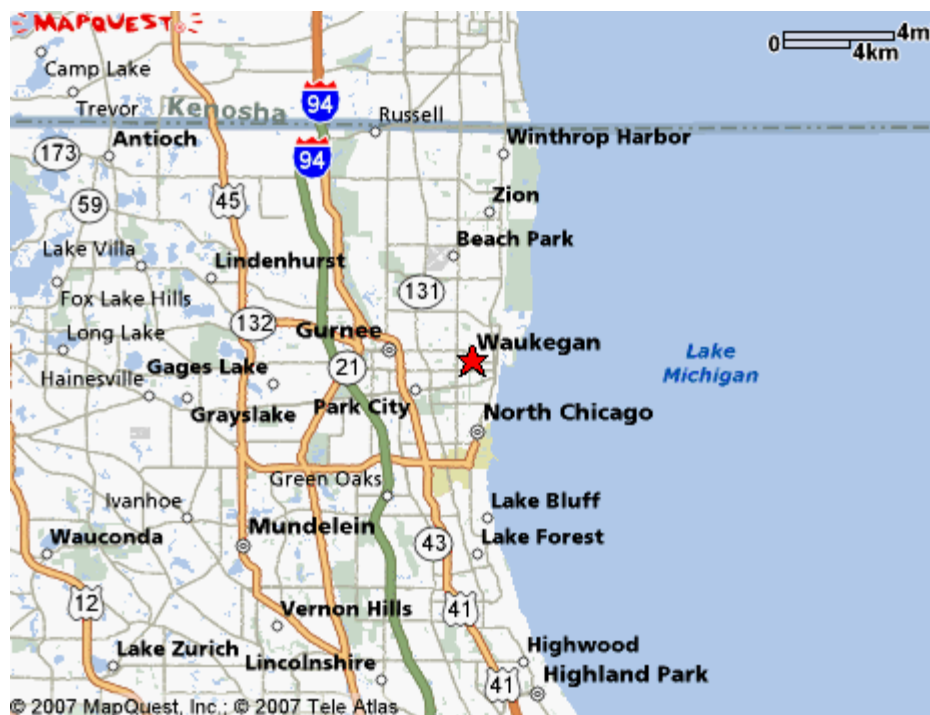 MAPQUEST
0 4m
4km
Camp Lake
Trevor
Kenosha
94
Russell
Antioch
Winthrop Harbor
173
94
59
45
Zion
Beach Park
Lake Villa
Lindenhurst
Fox Lake Hills
131
Long Lake
132
Gurnee
Waukegan
Lake
Michigan
Hainesville
Gages Lake
21
Grayslake
Park City
North Chicago
Green Oaks
Ivanhoe
Lake Bluff
Wauconda
Mundelein
43
Lake Forest
12
Vernon Hills
41
Lake Zurich
Lincolnshire
Highwood
41
Highland Park
© 2007 MapQuest, Inc.; © 2007 Tele Atlas